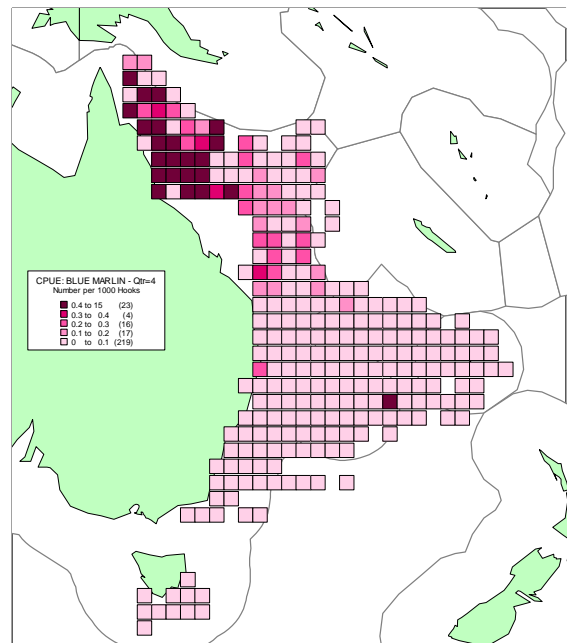 CPUE: BLUE MARLIN - Qtr=4
Number per 1000 Hooks
0.4 to 15 (23)
0.3 to 0.4 (4)
0.2 to 0.3 (16)
0.1 to 0.2 (17)
0 to 0.1 (219)